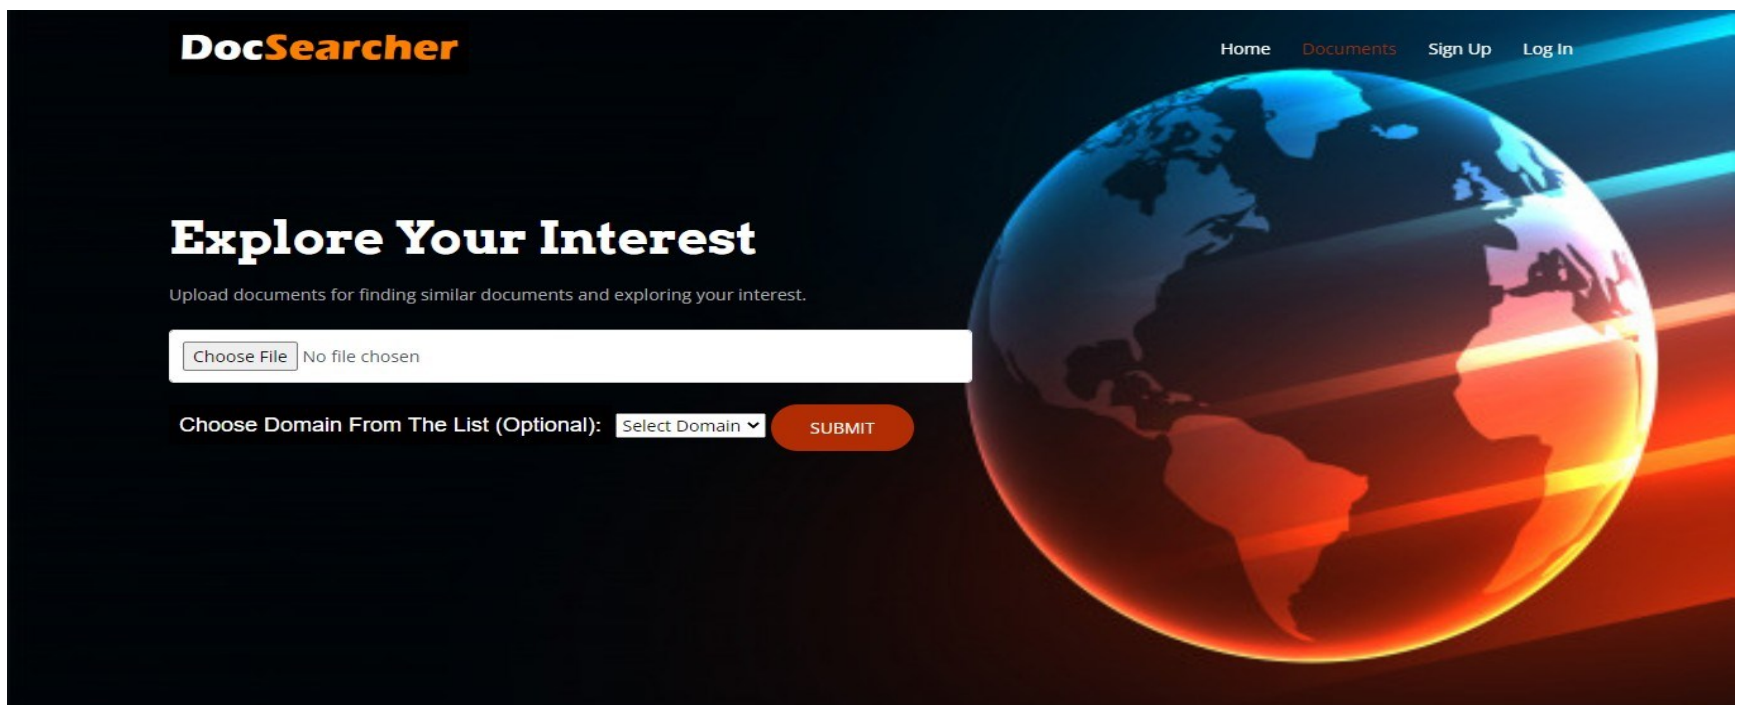 DocSearcher
Home Documents Sign Up Log In
Explore Your Interest
Upload documents for finding similar documents and exploring your interest.
Choose File No file chosen
Choose Domain From The List (Optional): Select Domain SUBMIT